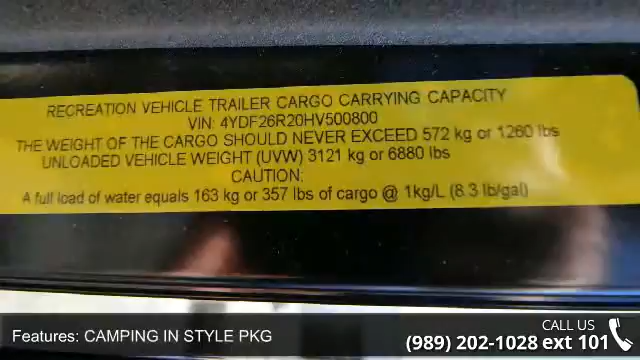 RECREATION VEHICLE TRAILER CARGO CARRYING CAPACITY
VIN: 4YDF26R20HV500800
THE WEIGHT OF THE CARGO SHOULD NEVER EXCEED 572 kg or 1260 lbs
UNLOADED VEHICLE WEIGHT (UVW) 3121 kg or 6880 lbs
CAUTION:
A full load of water equals 163 kg or 357 lbs of cargo @ 1kg/L (8.3 lb/gal)
Features: CAMPING IN STYLE PKG
CALL US
(989) 202-1028 ext 101